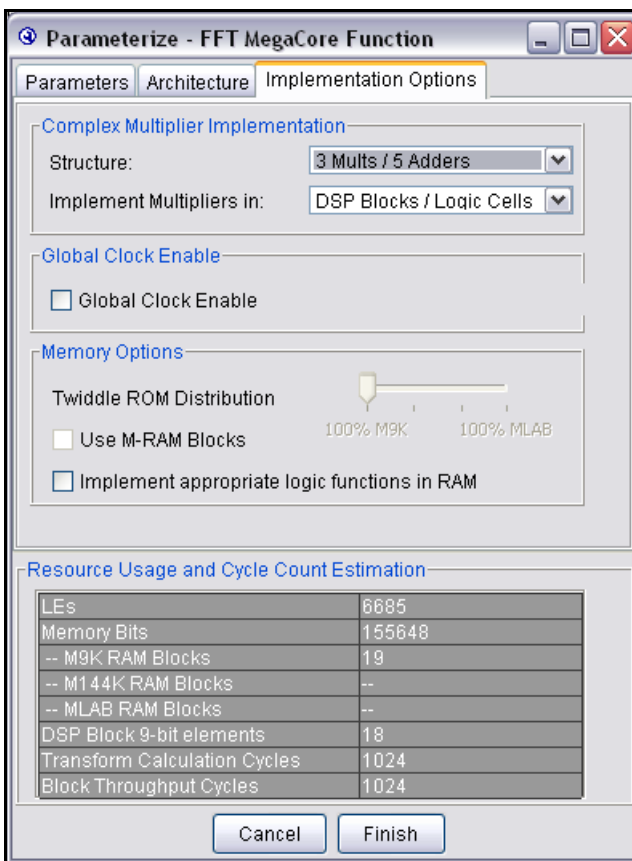 Parameterize - FFT MegaCore Function
Parameters Architecture Implementation Options
Complex Multiplier Implementation
Structure: 3 Mults / 5 Adders
Implement Multipliers in: DSP Blocks / Logic Cells
Global Clock Enable
Global Clock Enable
Memory Options
Twiddle ROM Distribution
100% M9K 100% MLAB
Use M-RAM Blocks
Implement appropriate logic functions in RAM
Resource Usage and Cycle Count Estimation
LEs 6685
Memory Bits 155648
-- M9K RAM Blocks 19
-- M144K RAM Blocks --
-- MLAB RAM Blocks --
DSP Block 9-bit elements 18
Transform Calculation Cycles 1024
Block Throughput Cycles 1024
Cancel Finish